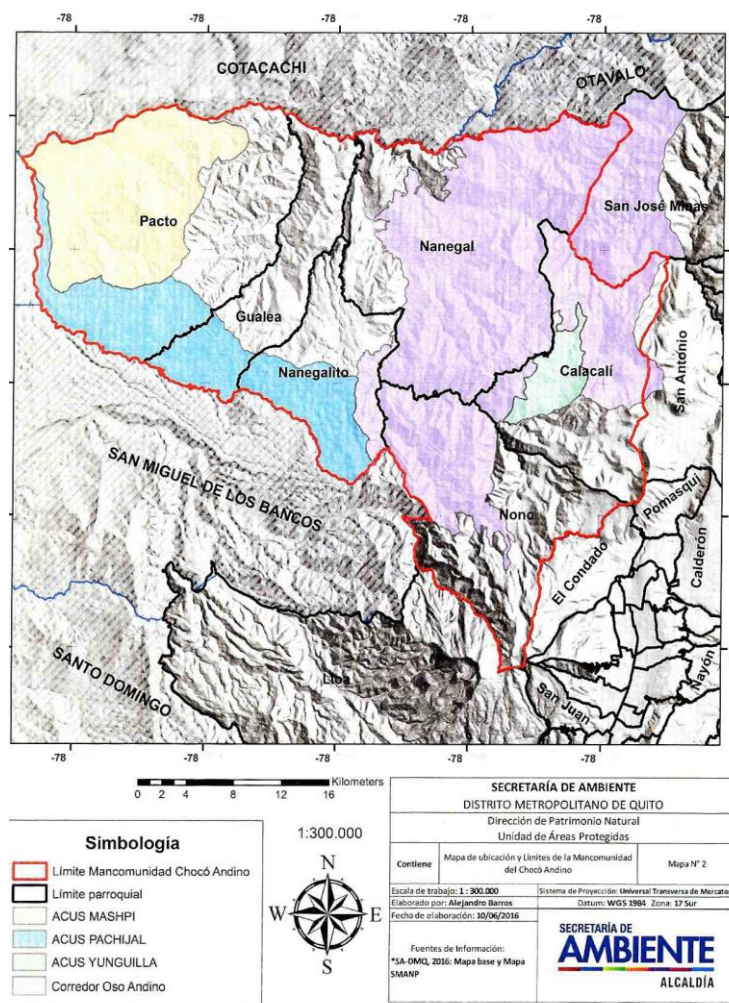 -78 -78 -78 -78 -78
COTACACHI
OTAVALO
Pacto
San José Minas
Nanegal
Gualea
Nanegalito
Calacalí
San Antonio
SAN MIGUEL DE LOS BANCOS
Nono
Pomasqui
Calderón
El Condado
SANTO DOMINGO
Lloa
San Juan
Nayón
-78 -78 -78 -78 -78
Kilometers
0 2 4 8 12 16
Simbología
Límite Mancomunidad Chocó Andino
Límite parroquial
ACUS MASHPI
ACUS PACHIJAL
ACUS YUNGUILLA
Corredor Oso Andino
1:300.000
N
W E
S
SECRETARÍA DE AMBIENTE
DISTRITO METROPOLITANO DE QUITO
Dirección de Patrimonio Natural
Unidad de Áreas Protegidas
Contiene
Mapa de ubicación y Límites de la Mancomunidad
del Chocó Andino
Mapa N° 2
Escala de trabajo: 1 : 300.000
Sistema de Proyección: Universal Transversa de Mercator
Elaborado por: Alejandro Barros
Datum: WGS 1984 Zona: 17 Sur
Fecha de elaboración: 10/06/2016
Fuentes de Información:
*SA-DMQ, 2016: Mapa base y Mapa
SMANP
SECRETARÍA DE
AMBIENTE
ALCALDÍA